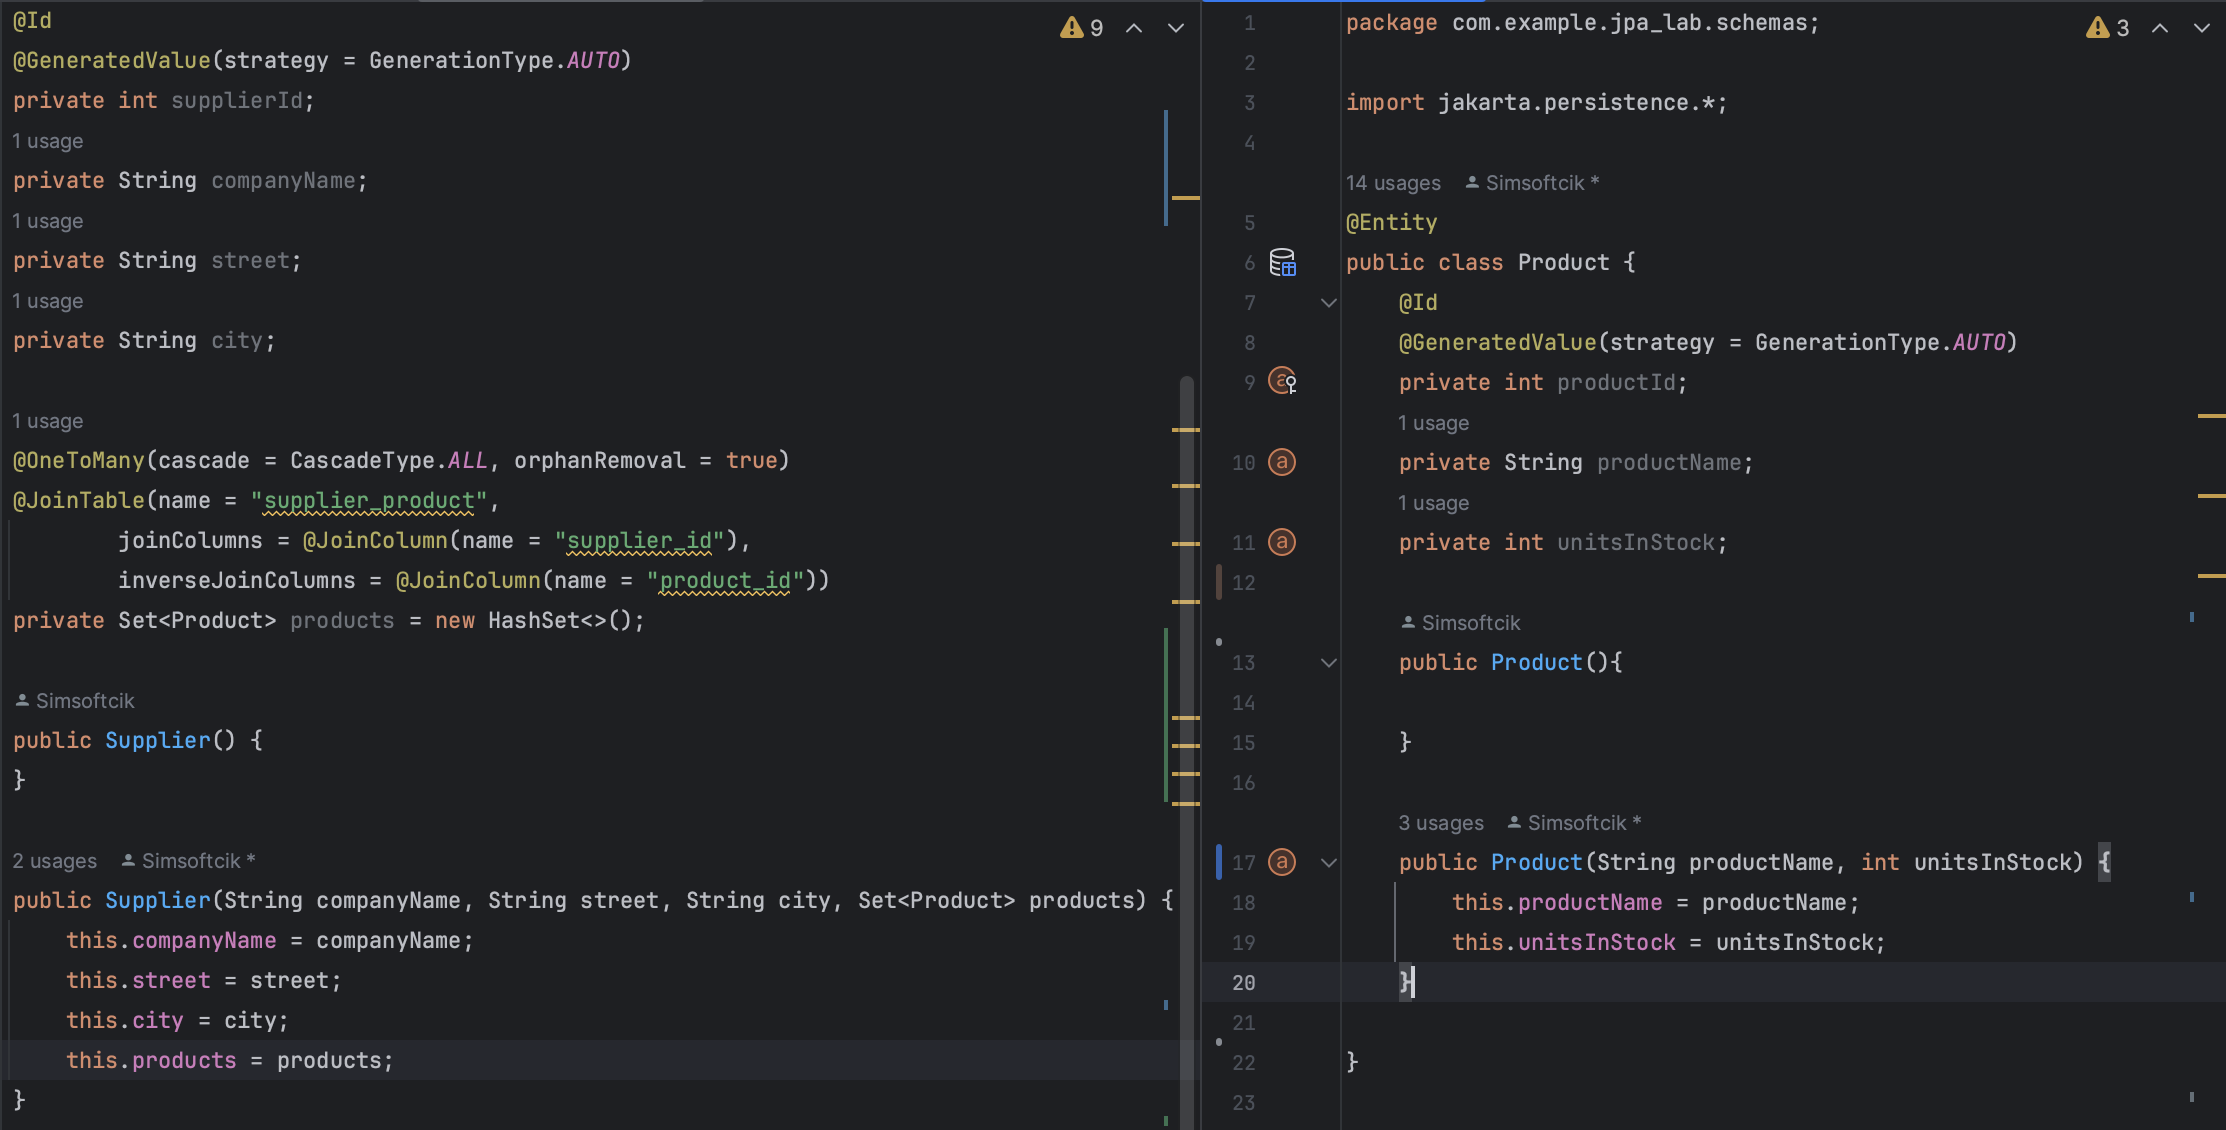 @Id
@GeneratedValue(strategy = GenerationType.AUTO)
private int supplierId;
1 usage
private String companyName;
1 usage
private String street;
1 usage
private String city;
1 usage
@OneToMany(cascade = CascadeType.ALL, orphanRemoval = true)
@JoinTable(name = "supplier_product",
joinColumns = @JoinColumn(name = "supplier_id"),
inverseJoinColumns = @JoinColumn(name = "product_id"))
private Set<Product> products = new HashSet<>();
Simsoftcik
public Supplier() {
}
2 usages Simsoftcik *
public Supplier(String companyName, String street, String city, Set<Product> products) {
this.companyName = companyName;
this.street = street;
this.city = city;
this.products = products;
}
9
1 package com.example.jpa_lab.schemas;
3
2
3 import jakarta.persistence.*;
4
14 usages Simsoftcik *
5 @Entity
6 public class Product {
7 @Id
8 @GeneratedValue(strategy = GenerationType.AUTO)
9 a private int productId;
1 usage
10 a private String productName;
1 usage
11 a private int unitsInStock;
12
Simsoftcik
13 public Product(){
14
15 }
16
3 usages Simsoftcik *
17 a public Product(String productName, int unitsInStock) {
18 this.productName = productName;
19 this.unitsInStock = unitsInStock;
20 }
21
22 }
23